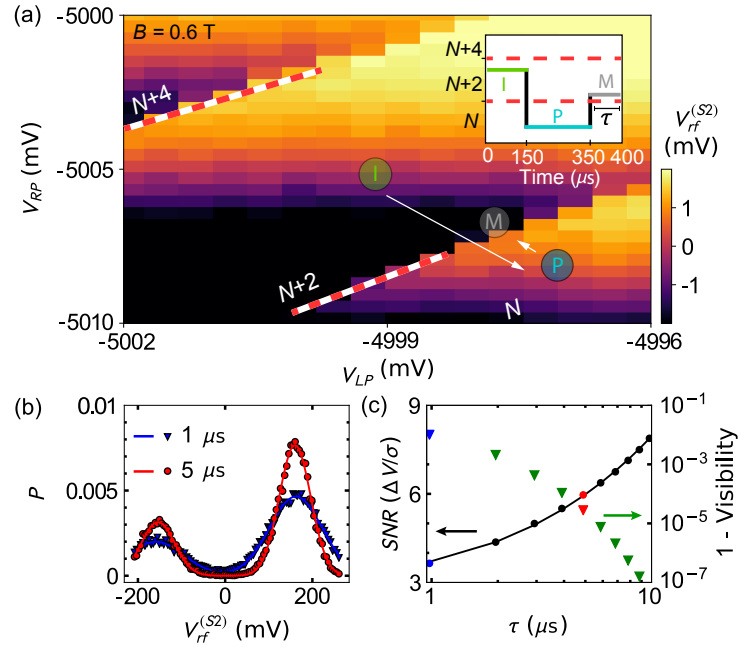 (a)
B = 0.6 T
-5000
-5005
-5010
V_RP (mV)
N+4
N+2
N
I
M
P
-5002
-4999
-4996
V_LP (mV)
N+4
N+2
N
I
P
M
τ
0
150
350
400
Time (μs)
V_rf^(S2)
(mV)
2
1
0
-1
(b)
0.01
0.005
0
P
1 μs
5 μs
-200
0
200
V_rf^(S2) (mV)
(c)
9
6
3
SNR (ΔV/σ)
10^-1
10^-3
10^-5
10^-7
1 - Visibility
1
10
τ (μs)